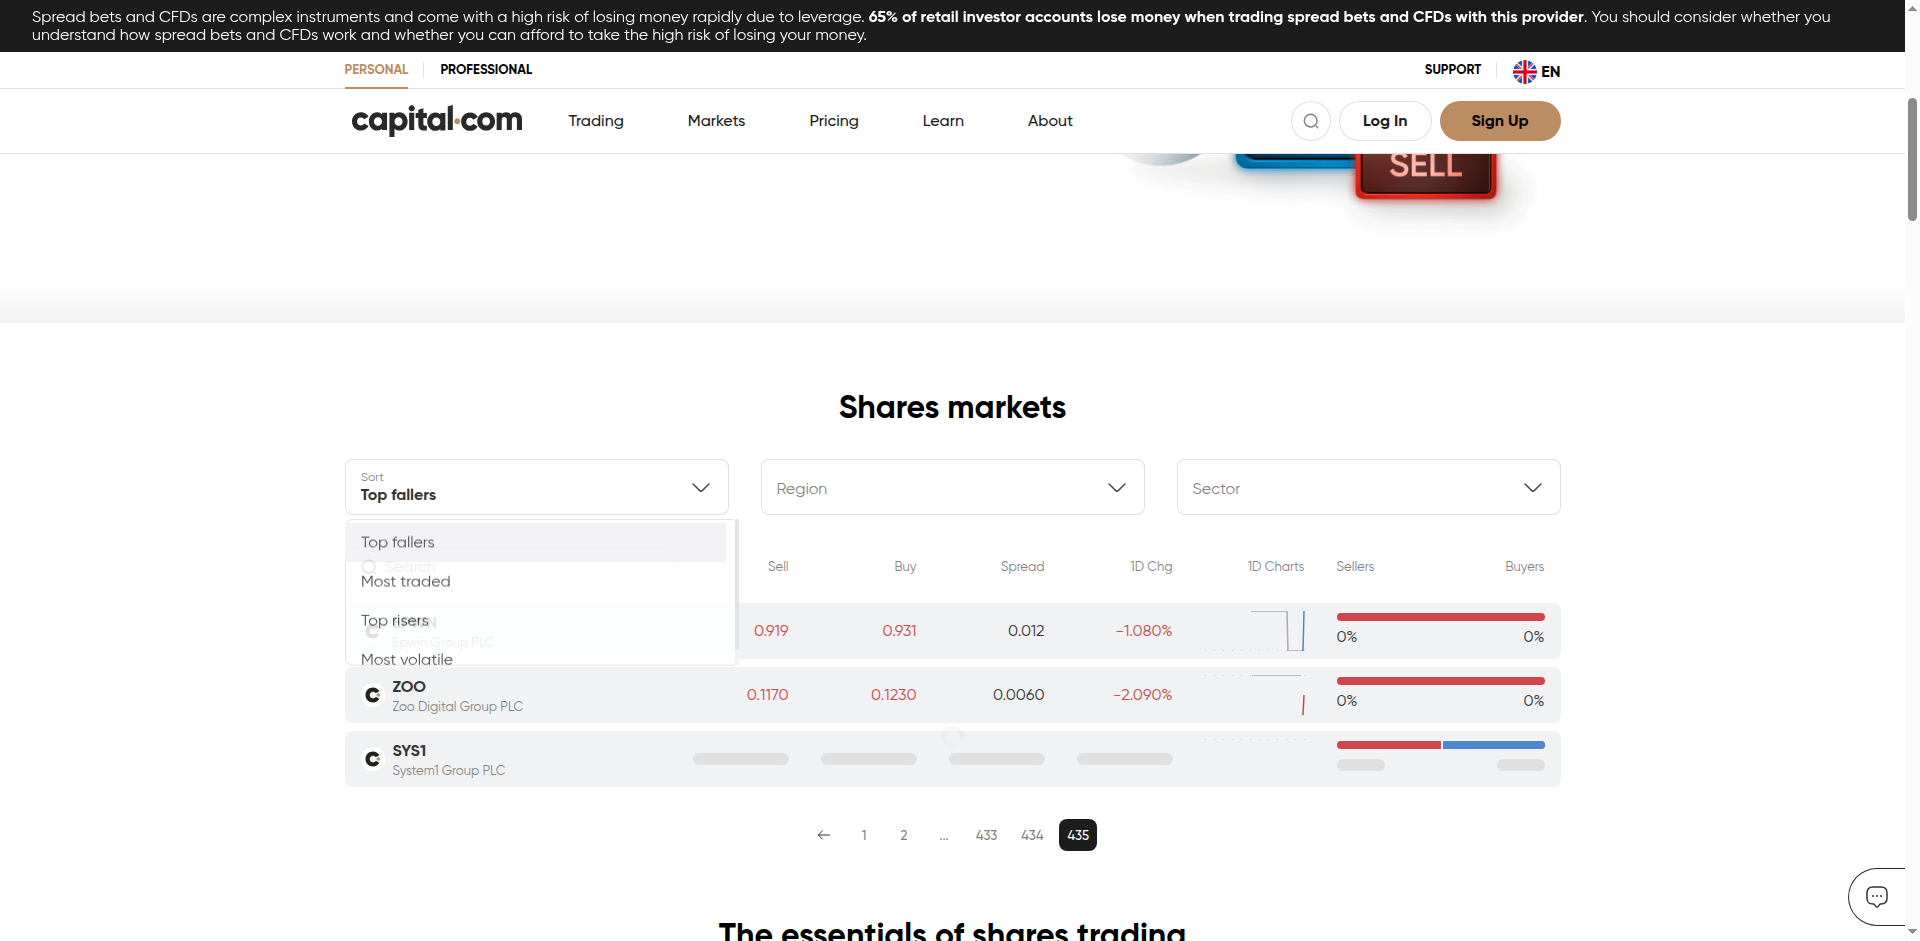 Spread bets and CFDs are complex instruments and come with a high risk of losing money rapidly due to leverage. 65% of retail investor accounts lose money when trading spread bets and CFDs with this provider. You should consider whether you
understand how spread bets and CFDs work and whether you can afford to take the high risk of losing your money.
PERSONAL PROFESSIONAL SUPPORT EN
capital.com Trading Markets Pricing Learn About Log In Sign Up
SELL
Shares markets
Sort
Top fallers
Region
Sector
Top fallers
Search
Most traded
Top risers
Most volatile
Sell Buy Spread 1D Chg 1D Charts Sellers Buyers
Epwin Group PLC
0.919 0.931 0.012 -1.080% 0% 0%
ZOO
Zoo Digital Group PLC
0.1170 0.1230 0.0060 -2.090% 0% 0%
SYS1
System1 Group PLC
1 2 ... 433 434 435
The essentials of shares trading